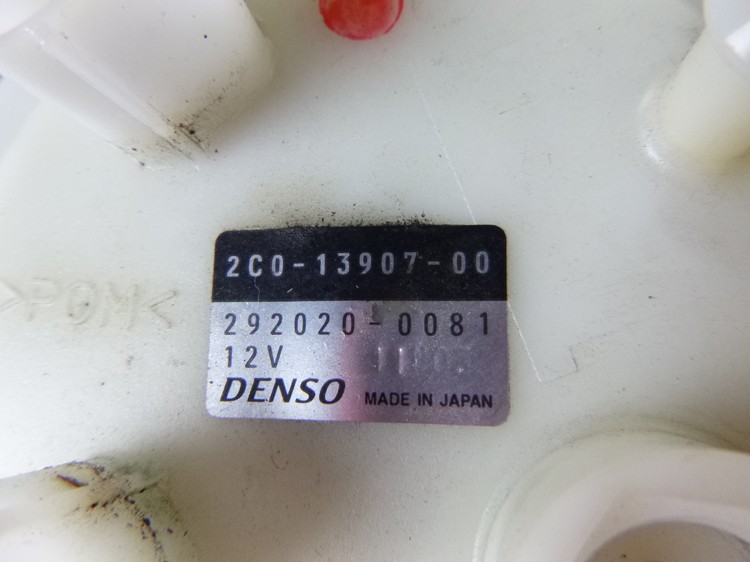 2C0-13907-00
>POM<
292020-0081
12V
DENSO MADE IN JAPAN